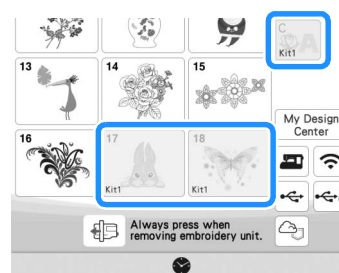 C
Kit1
13
14
15
My Design
Center
16
17
18
Kit1
Kit1
Always press when
removing embroidery unit.